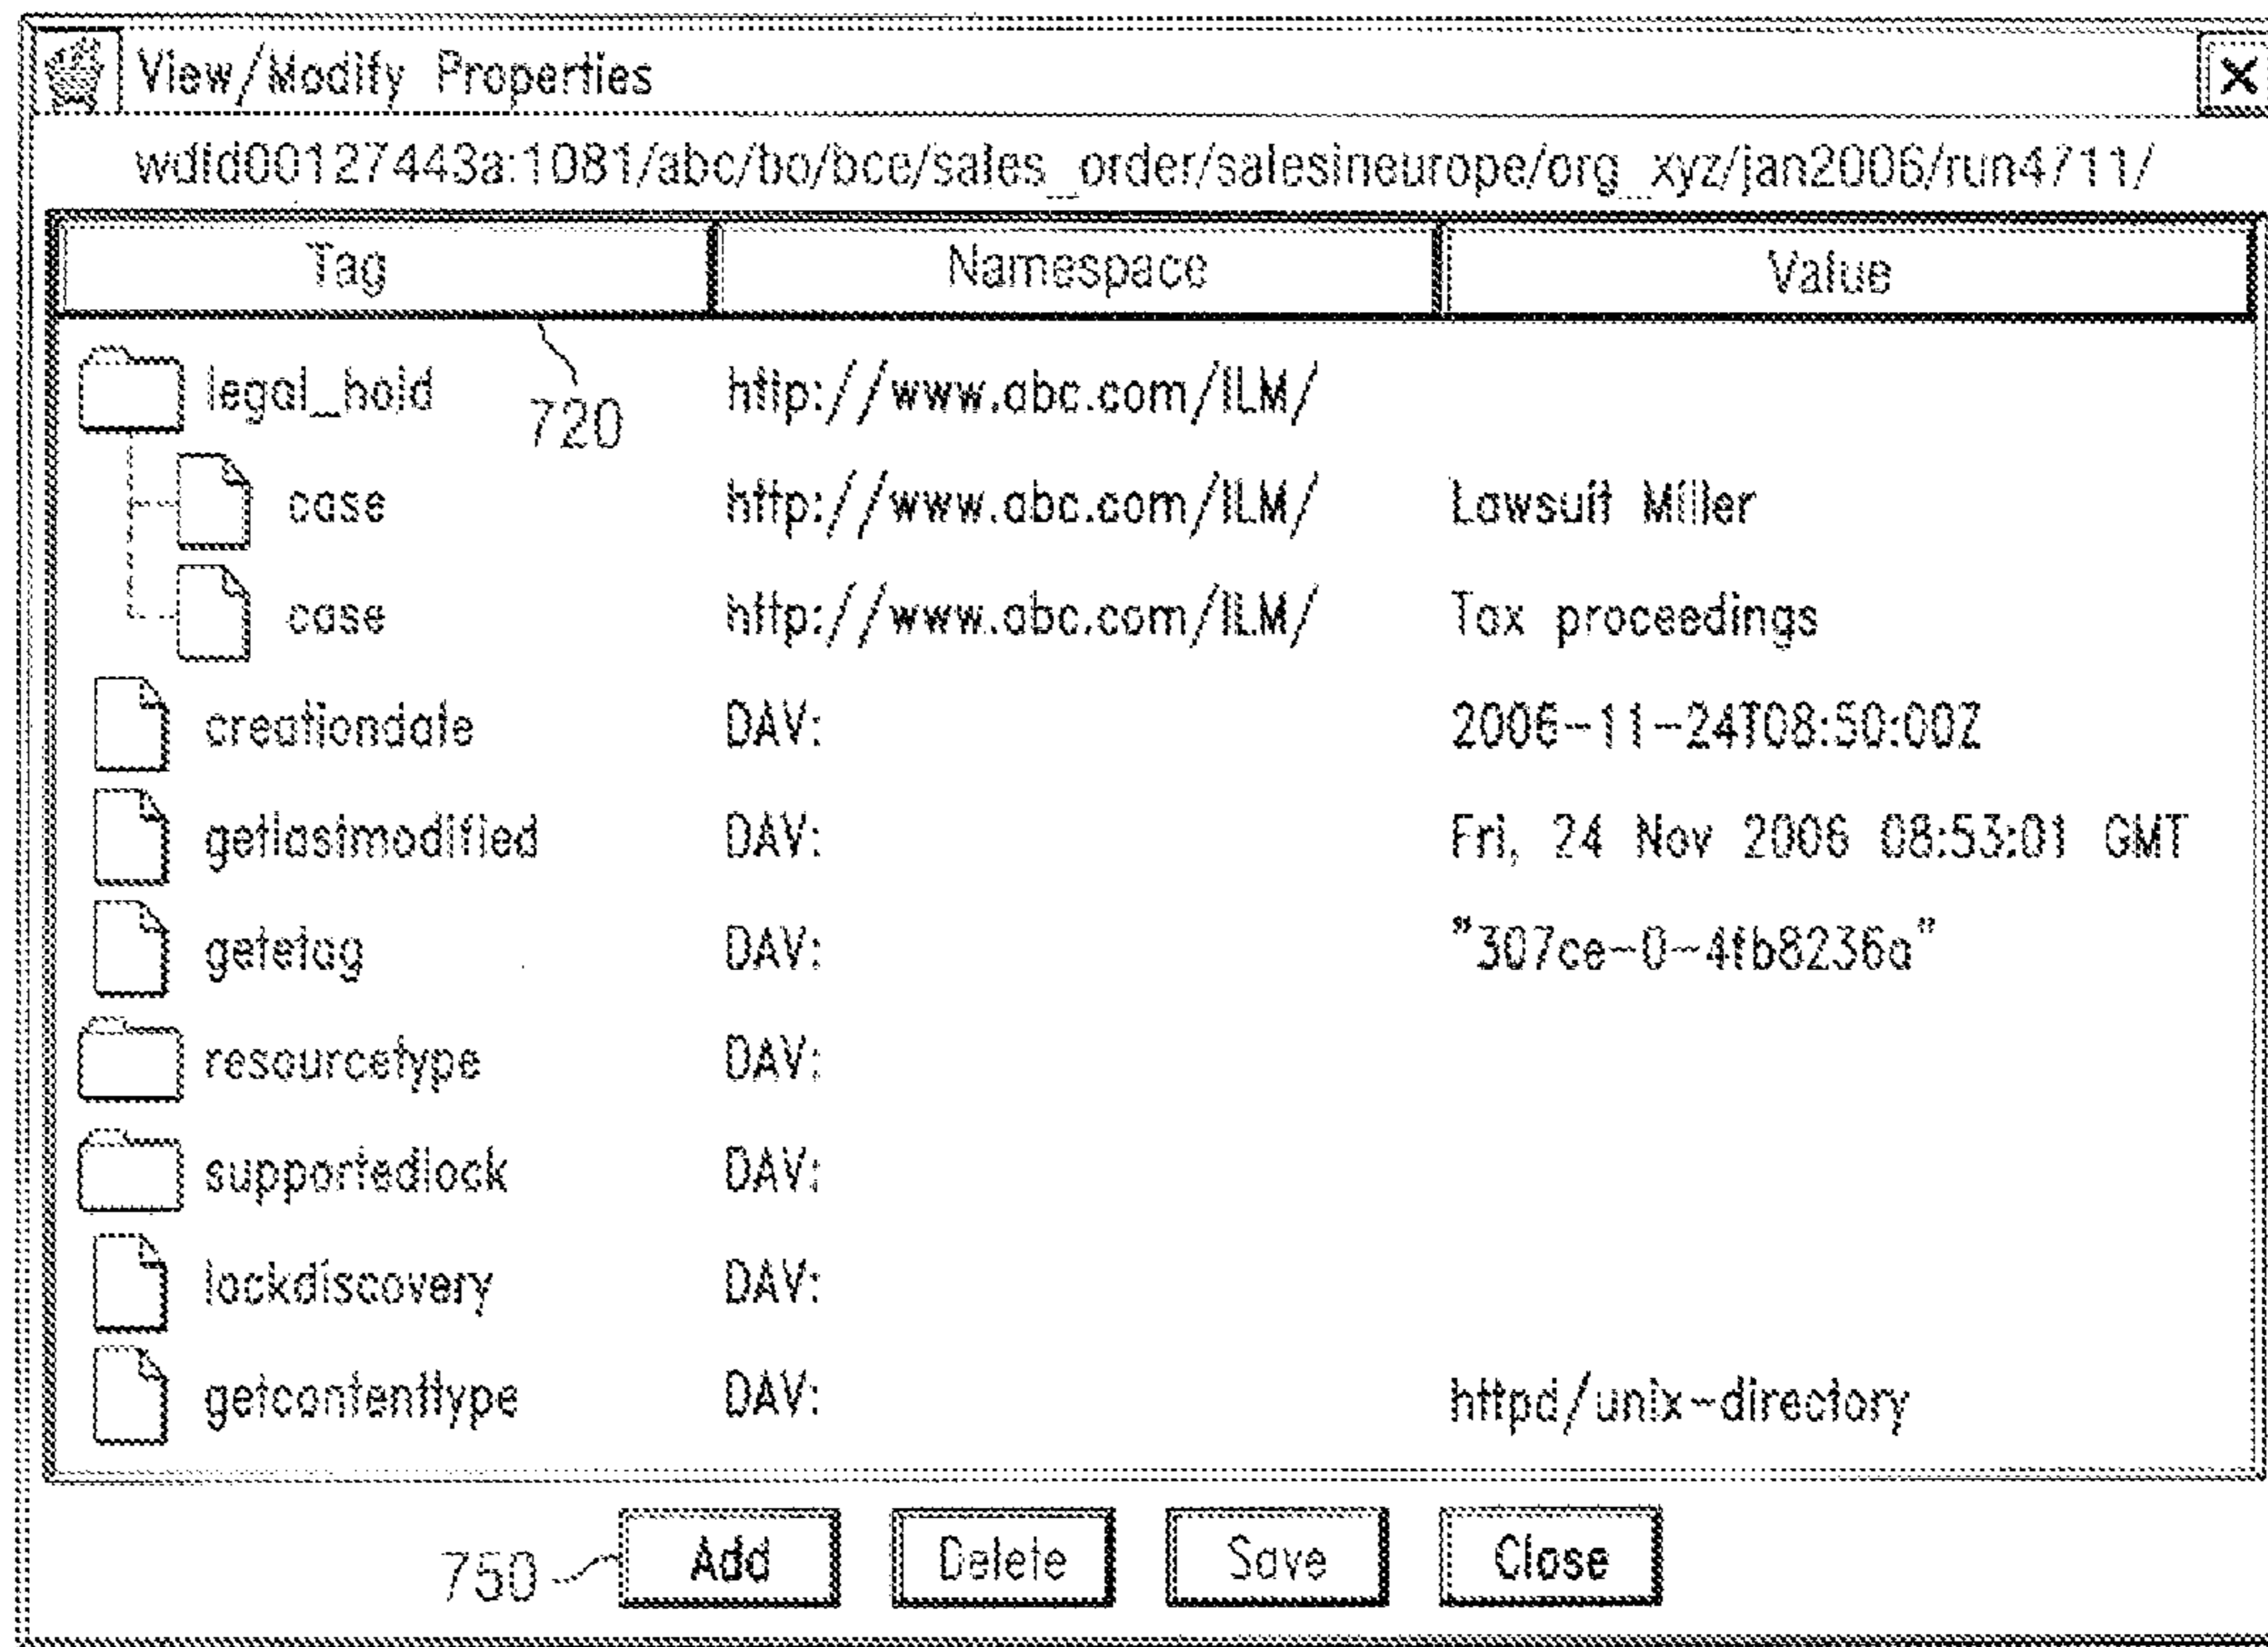 View/Modify Properties
wdfd00127443a:1081/abc/bo/bce/sales_order/salesineurope/org_xyz/jan2006/run4711/
Tag Namespace Value
720
legal_hold http://www.abc.com/ILM/
case http://www.abc.com/ILM/ Lawsuit Miller
case http://www.abc.com/ILM/ Tax proceedings
creationdate DAV: 2006-11-24T08:50:00Z
getlastmodified DAV: Fri, 24 Nov 2006 08:53:01 GMT
getetag DAV: "307ce-0-4fb8236a"
resourcetype DAV:
supportedlock DAV:
lockdiscovery DAV:
getcontenttype DAV: httpd/unix-directory
750 Add Delete Save Close